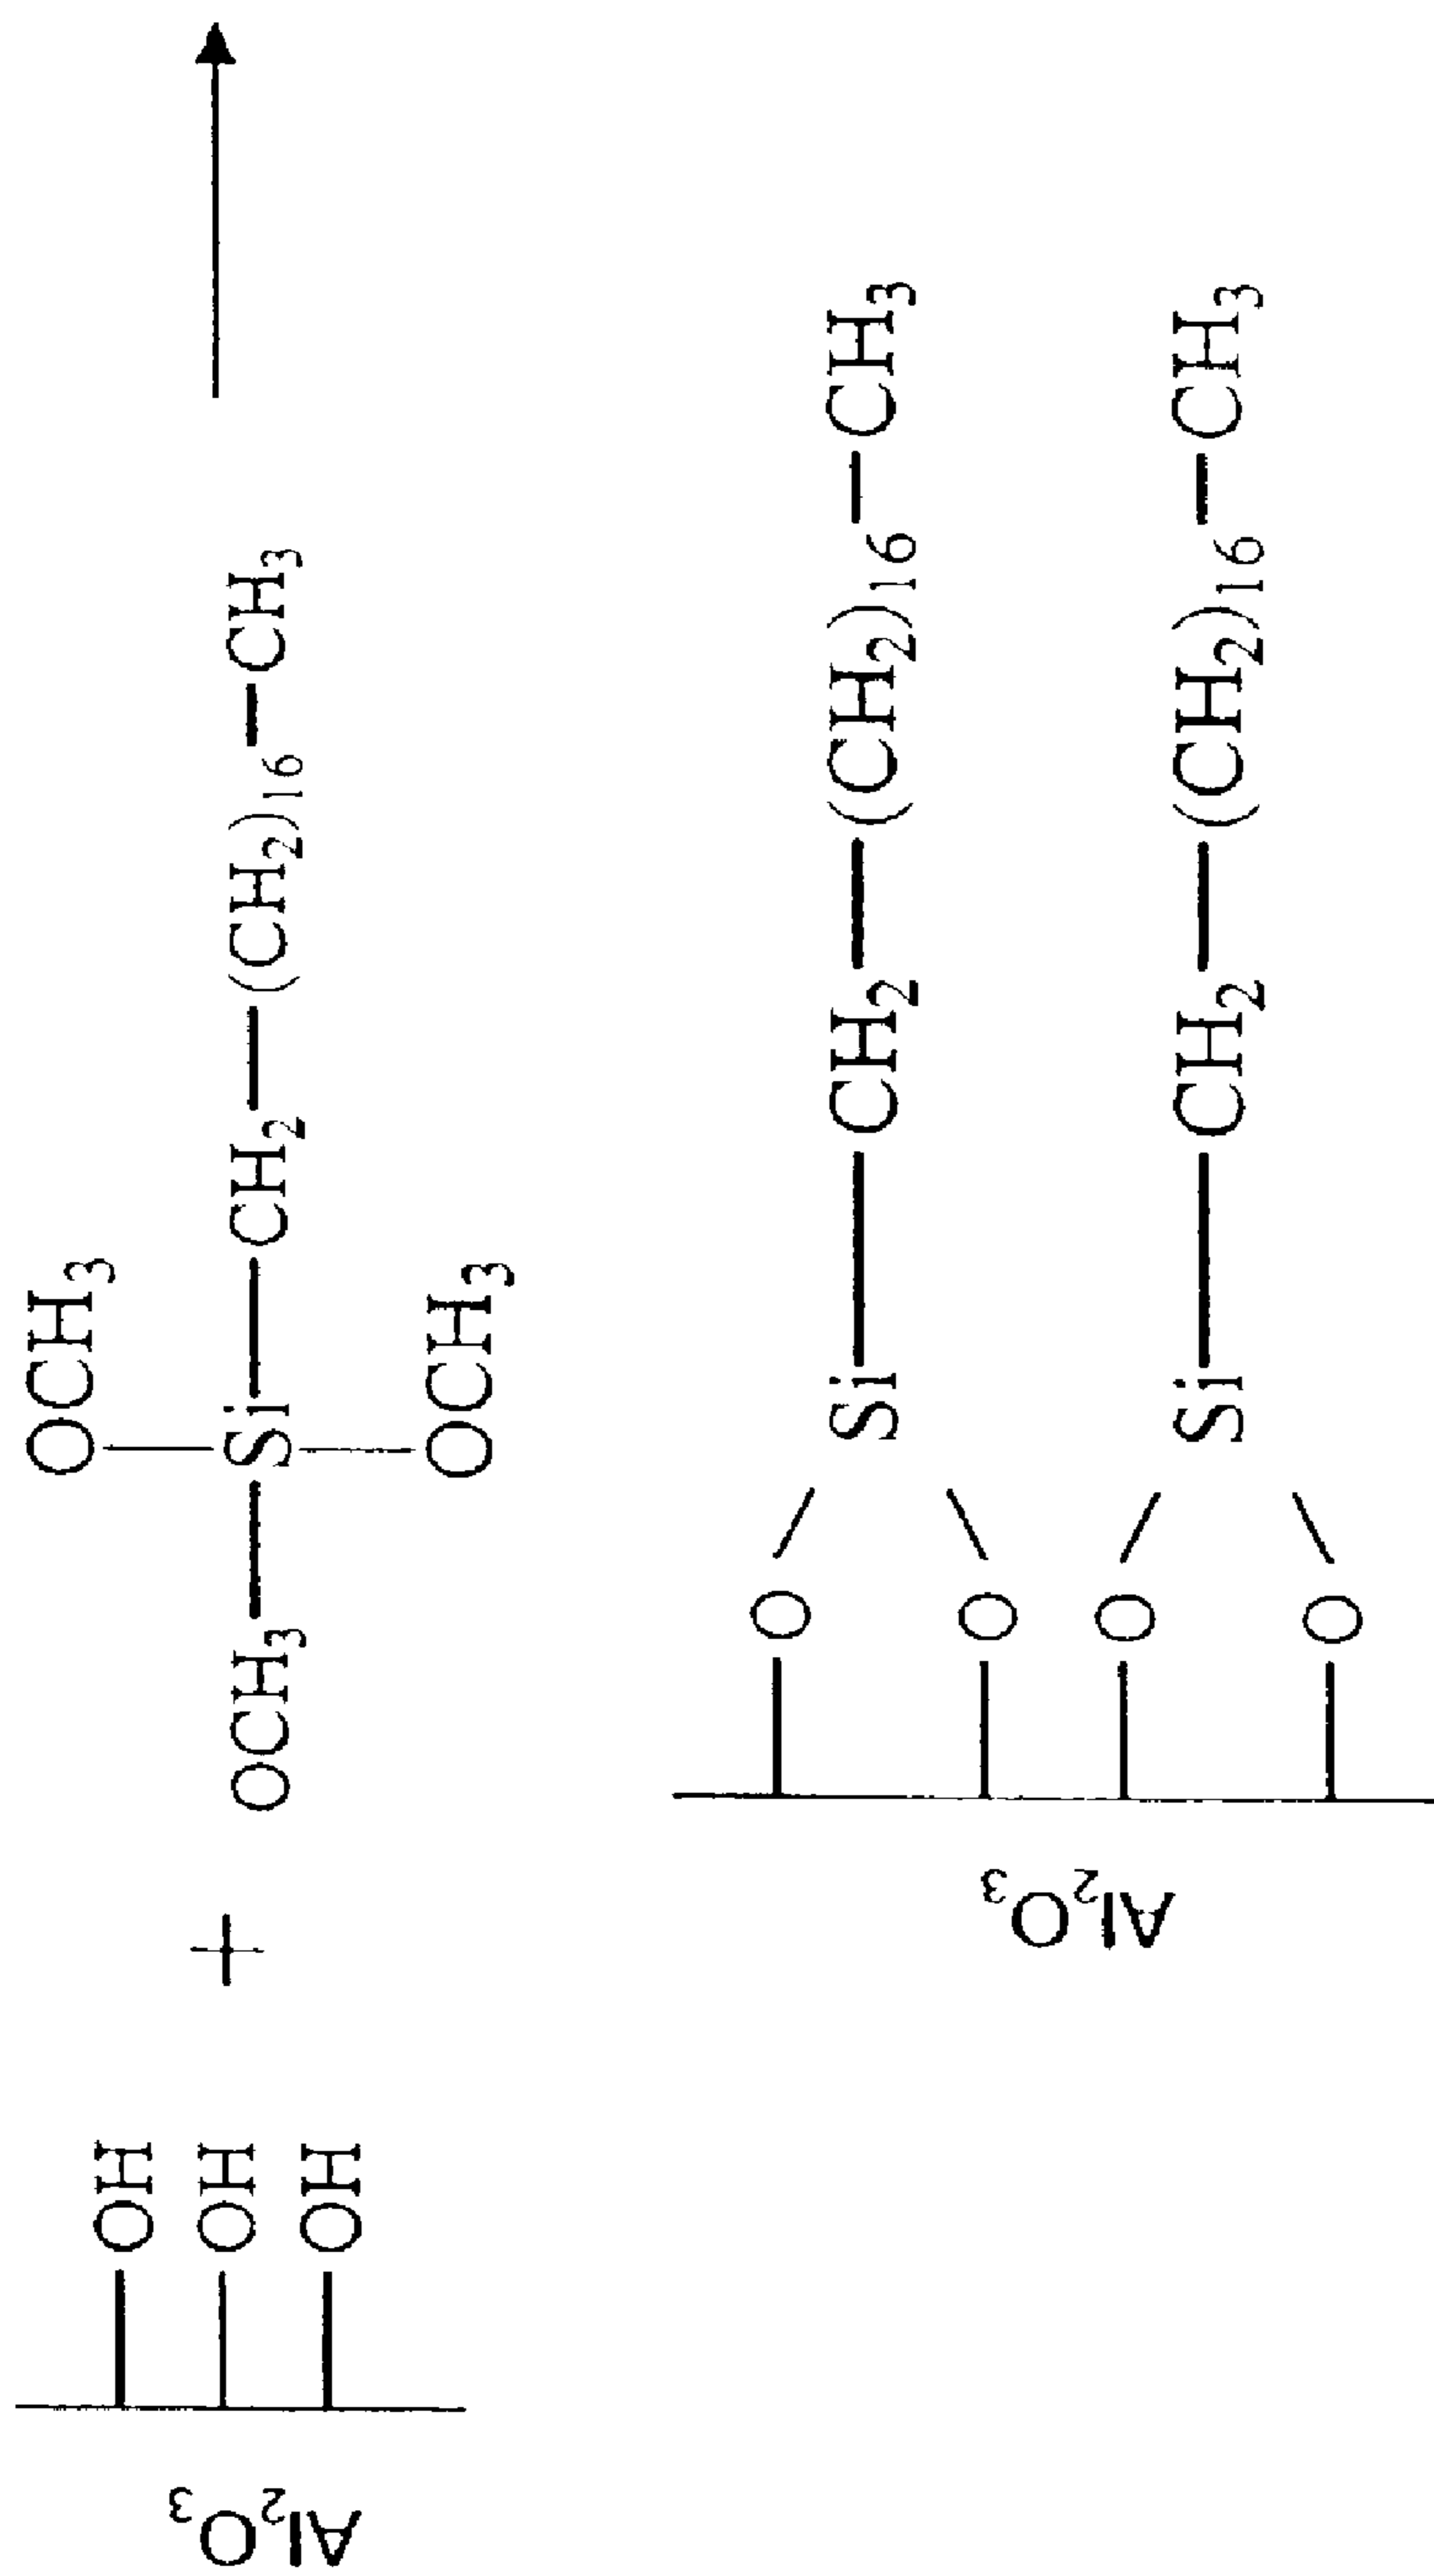 Al₂O₃
OH
OH
OH
+
OCH₃
OCH₃—Si—CH₂—(CH₂)₁₆—CH₃
OCH₃
Al₂O₃
O
O
Si—CH₂—(CH₂)₁₆—CH₃
O
O
Si—CH₂—(CH₂)₁₆—CH₃